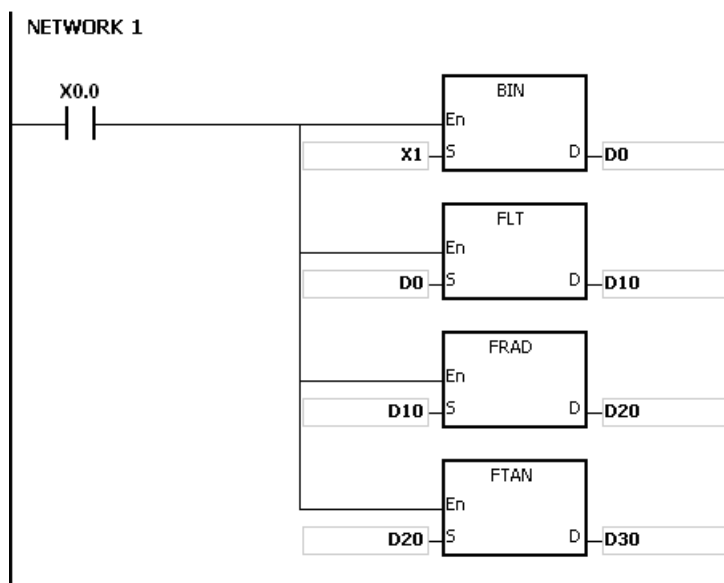 NETWORK 1
X0.0
BIN
En
X1 S D D0
FLT
En
D0 S D D10
FRAD
En
D10 S D D20
FTAN
En
D20 S D D30